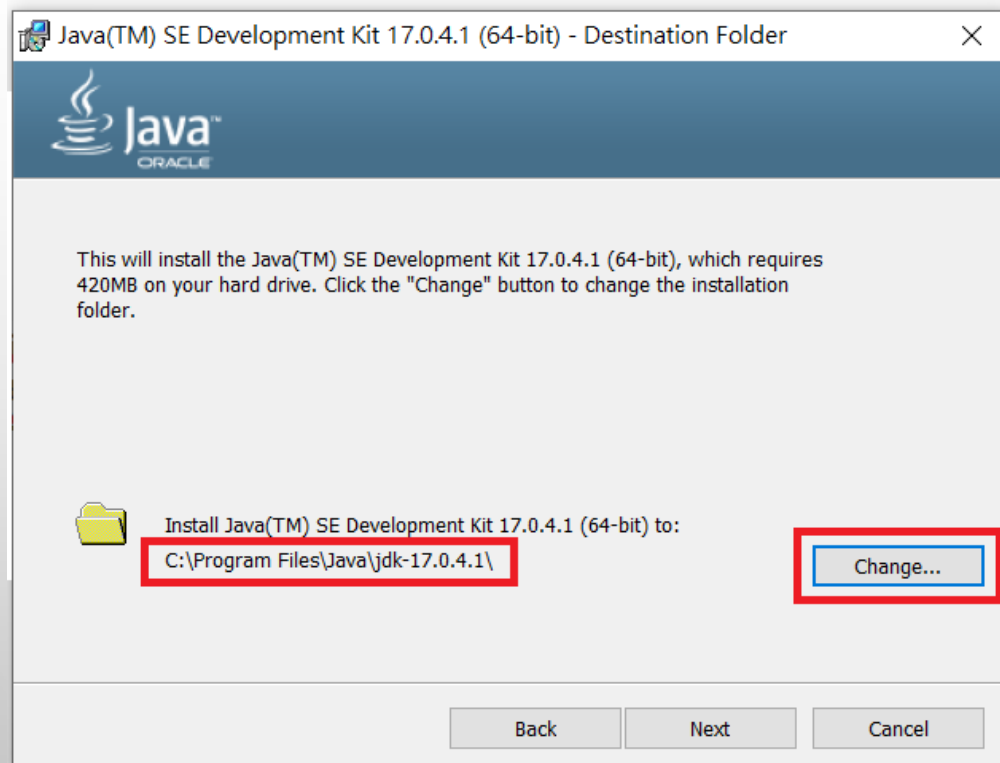 Java(TM) SE Development Kit 17.0.4.1 (64-bit) - Destination Folder
Java™
ORACLE
This will install the Java(TM) SE Development Kit 17.0.4.1 (64-bit), which requires
420MB on your hard drive. Click the "Change" button to change the installation
folder.
Install Java(TM) SE Development Kit 17.0.4.1 (64-bit) to:
C:\Program Files\Java\jdk-17.0.4.1\
Change...
Back
Next
Cancel